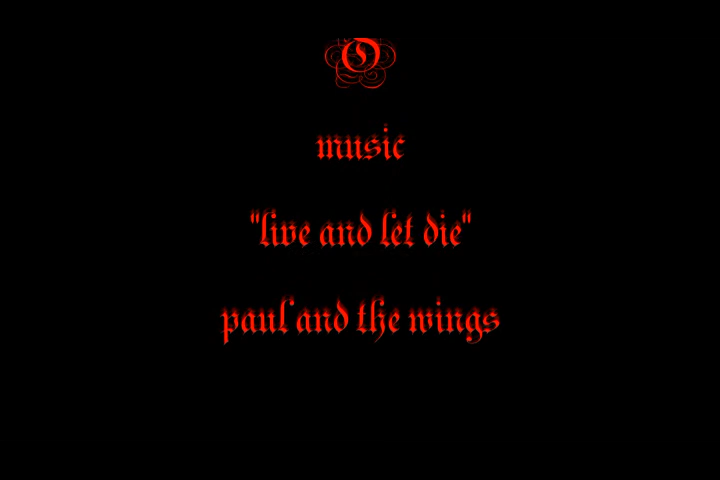 O
music
"live and let die"
paul and the wings